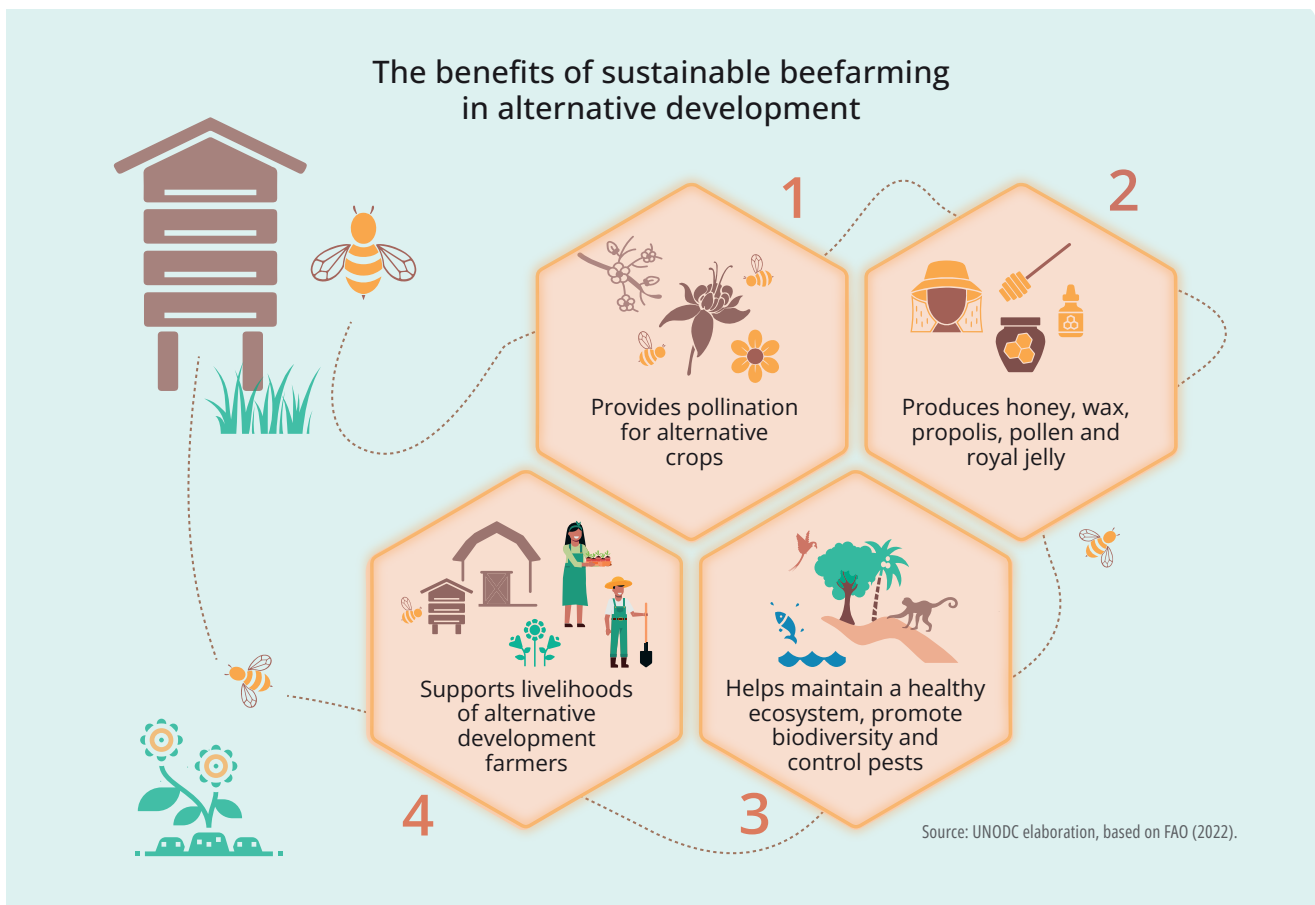 The benefits of sustainable beefarming
in alternative development
1
Provides pollination
for alternative
crops
2
Produces honey, wax,
propolis, pollen and
royal jelly
3
Helps maintain a healthy
ecosystem, promote
biodiversity and
control pests
4
Supports livelihoods
of alternative
development
farmers
Source: UNODC elaboration, based on FAO (2022).